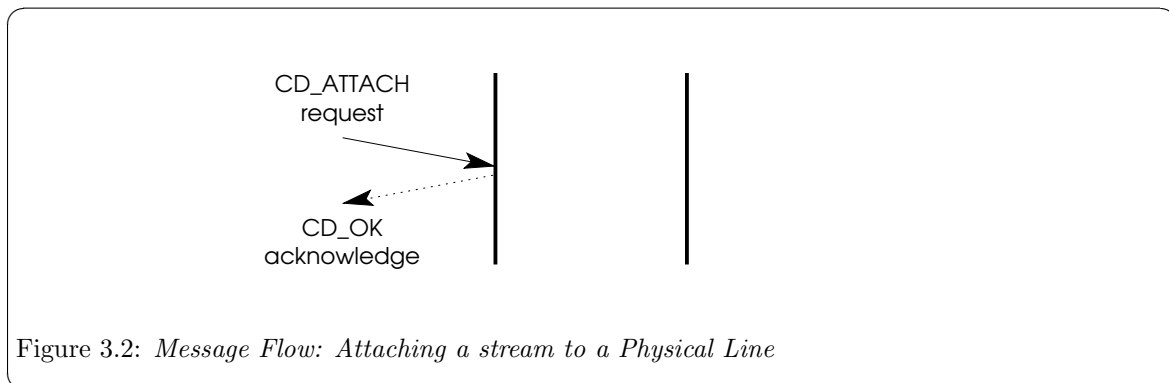 CD_ATTACH
request
CD_OK
acknowledge
Figure 3.2: Message Flow: Attaching a stream to a Physical Line